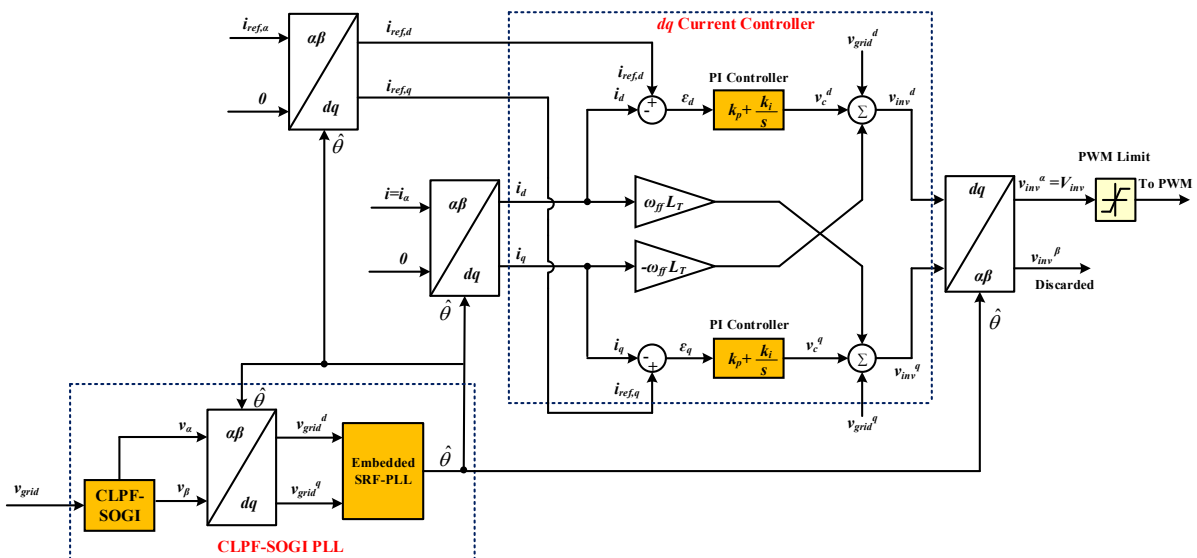 dq Current Controller
i_ref,α
αβ
i_ref,d
v_grid^d
i_ref,d
PI Controller
i_d
ε_d
k_p + k_i/s
v_c^d
Σ
v_inv^d
- +
0
dq
i_ref,q
θ̂
PWM Limit
i=i_α
αβ
i_d
ω_ff L_T
dq
v_inv^α =V_inv
To PWM
0
dq
i_q
-ω_ff L_T
αβ
v_inv^β
Discarded
θ̂
θ̂
PI Controller
i_q
- +
ε_q
k_p + k_i/s
v_c^q
Σ
v_inv^q
i_ref,q
v_grid^q
θ̂
v_α
αβ
v_grid^d
v_grid
CLPF-
SOGI
v_β
dq
v_grid^q
Embedded
SRF-PLL
θ̂
CLPF-SOGI PLL